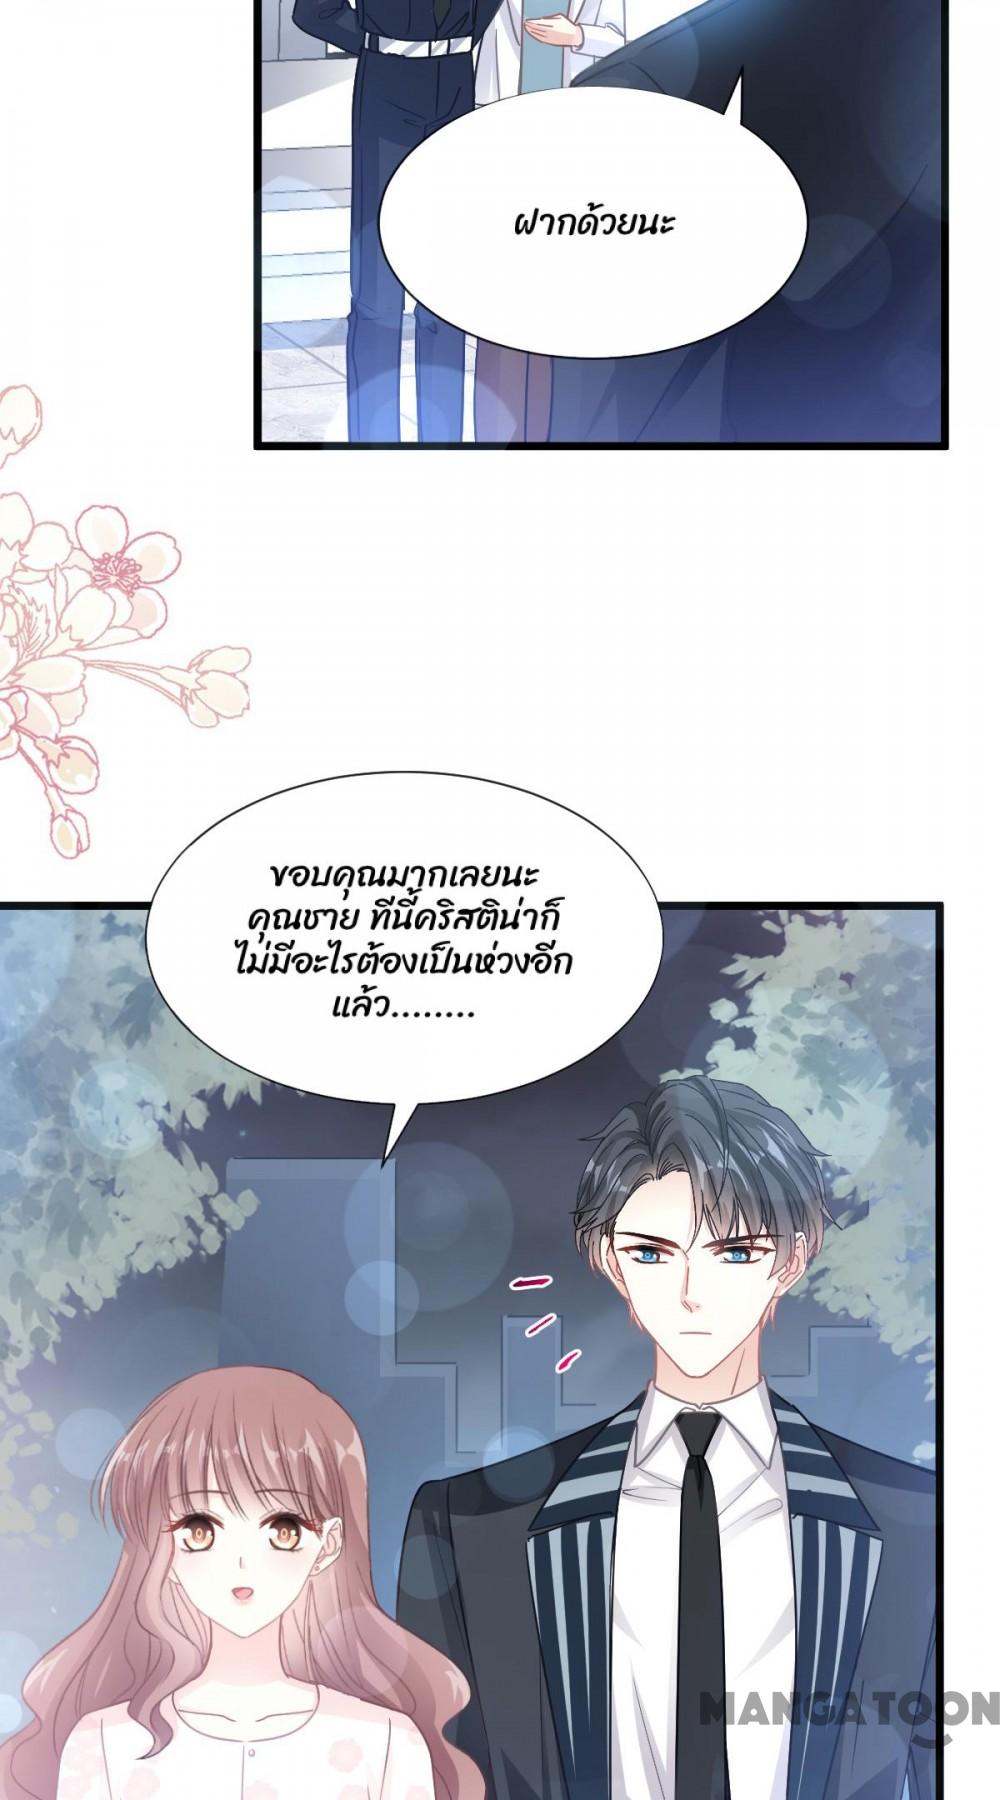 ฝากด้วยนะ
ขอบคุณมากเลยนะ
คุณชาย ทีนี้คริสติน่าก็
ไม่มีอะไรต้องเป็นห่วงอีก
แล้ว........
MANGATOON